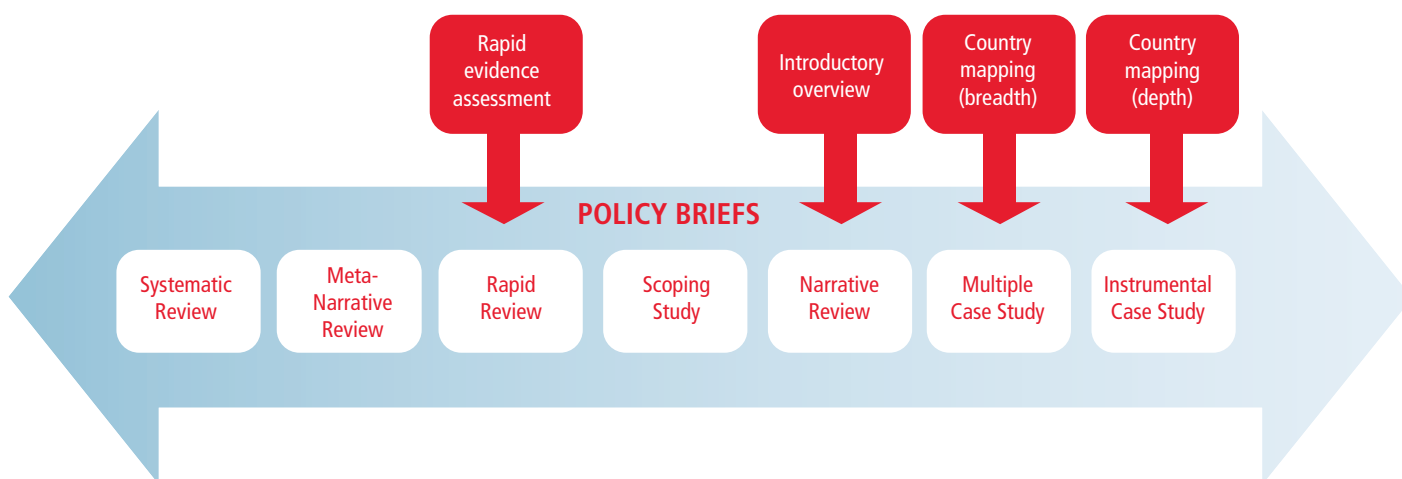 Rapid
evidence
assessment
Introductory
overview
Country
mapping
(breadth)
Country
mapping
(depth)
POLICY BRIEFS
Systematic
Review
Meta-
Narrative
Review
Rapid
Review
Scoping
Study
Narrative
Review
Multiple
Case Study
Instrumental
Case Study